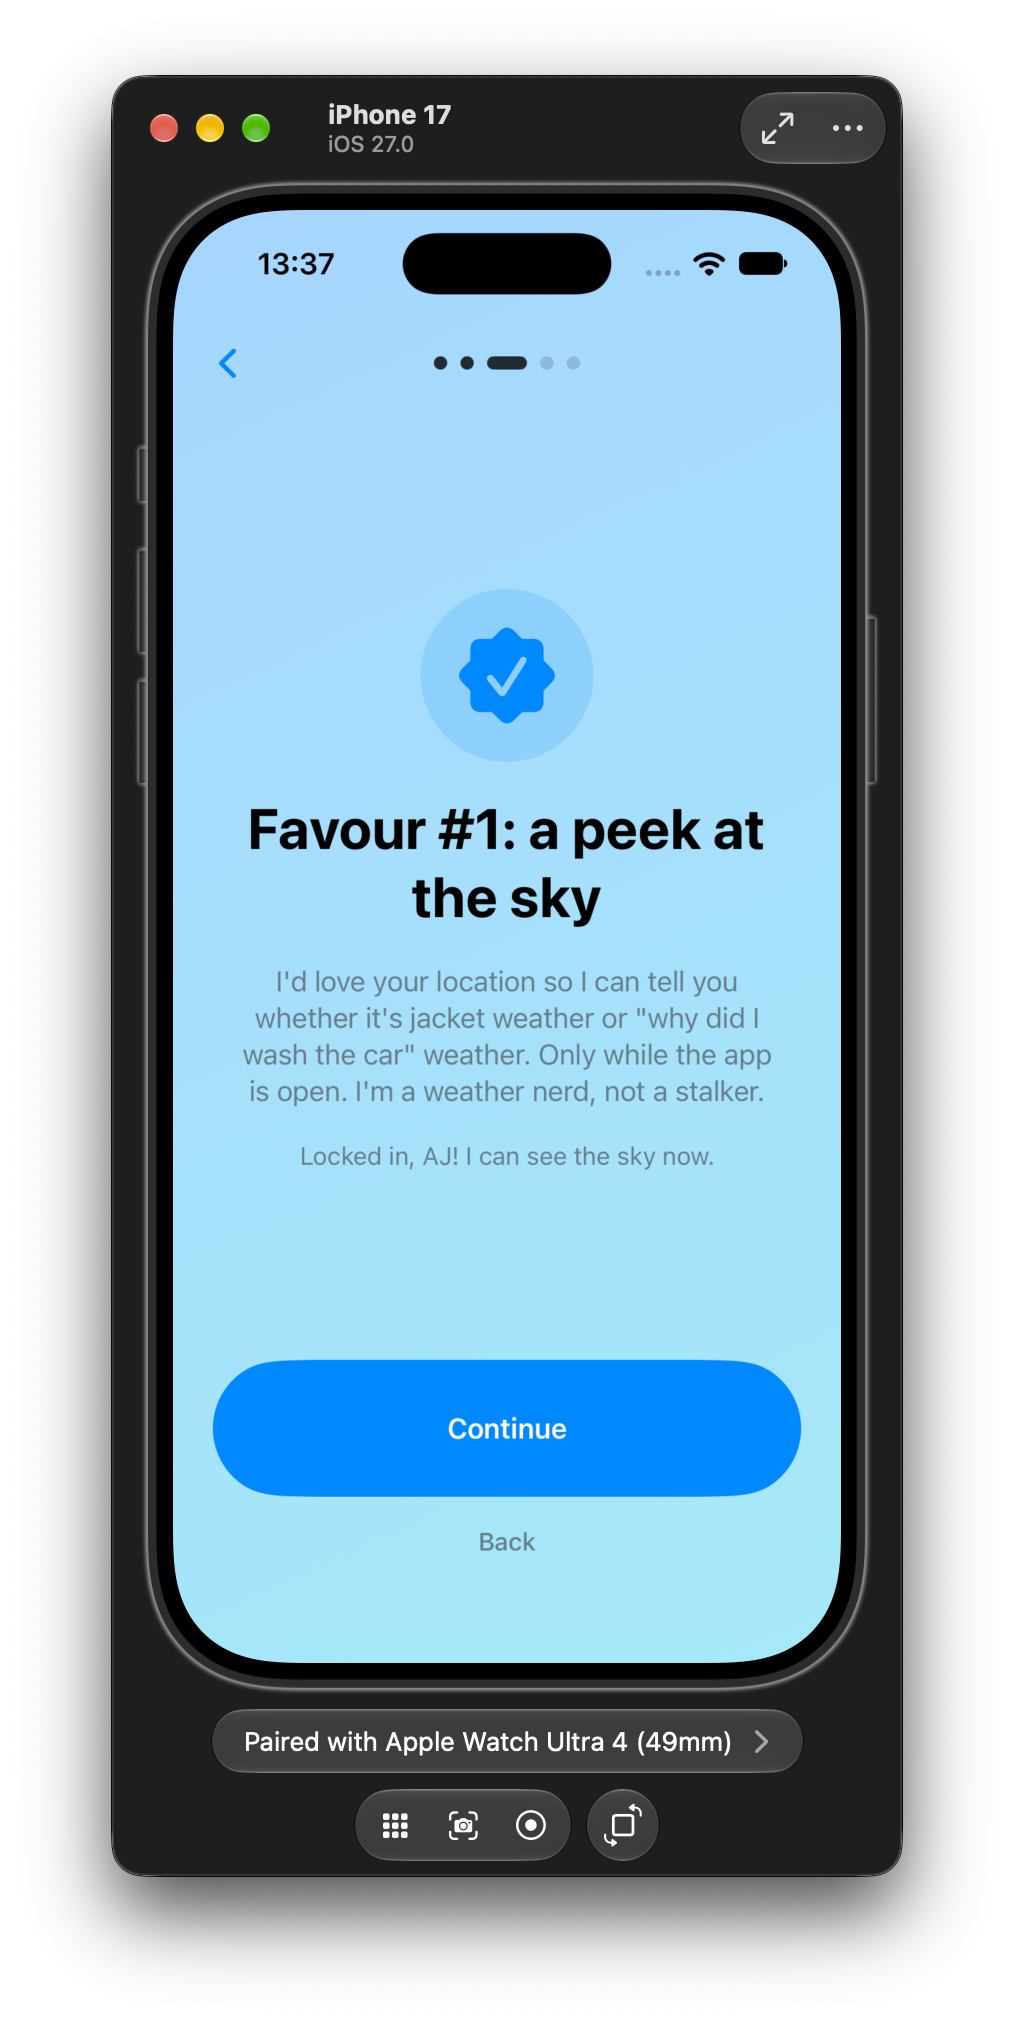 iPhone 17
iOS 27.0
13:37
Favour #1: a peek at
the sky
I'd love your location so I can tell you
whether it's jacket weather or "why did I
wash the car" weather. Only while the app
is open. I'm a weather nerd, not a stalker.
Locked in, AJ! I can see the sky now.
Continue
Back
Paired with Apple Watch Ultra 4 (49mm)